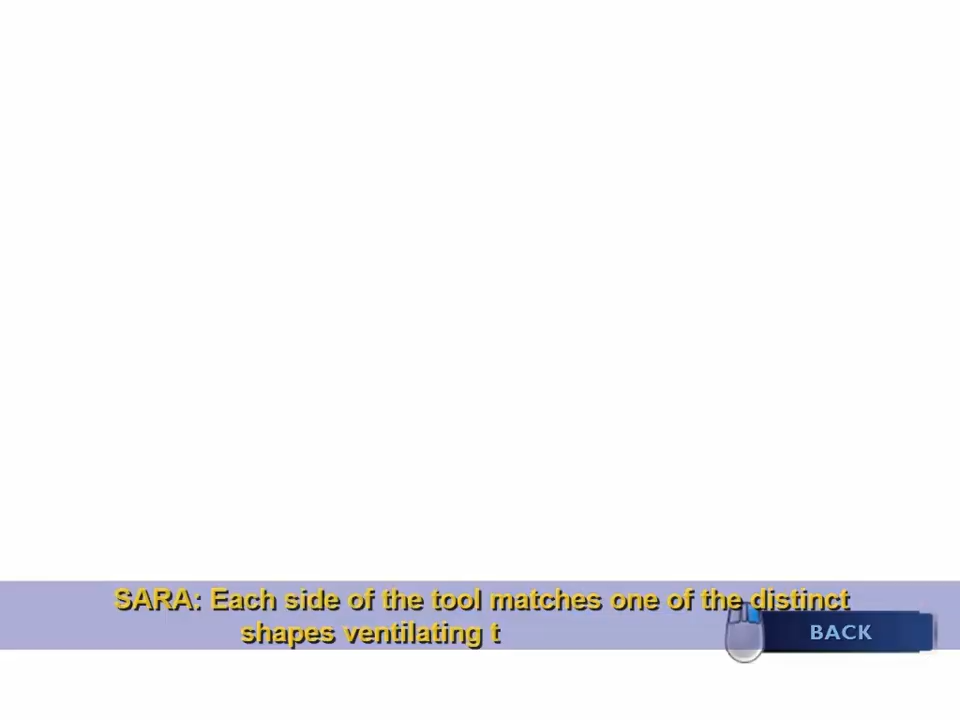 SARA: Each side of the tool matches one of the distinct
shapes ventilating t
BACK